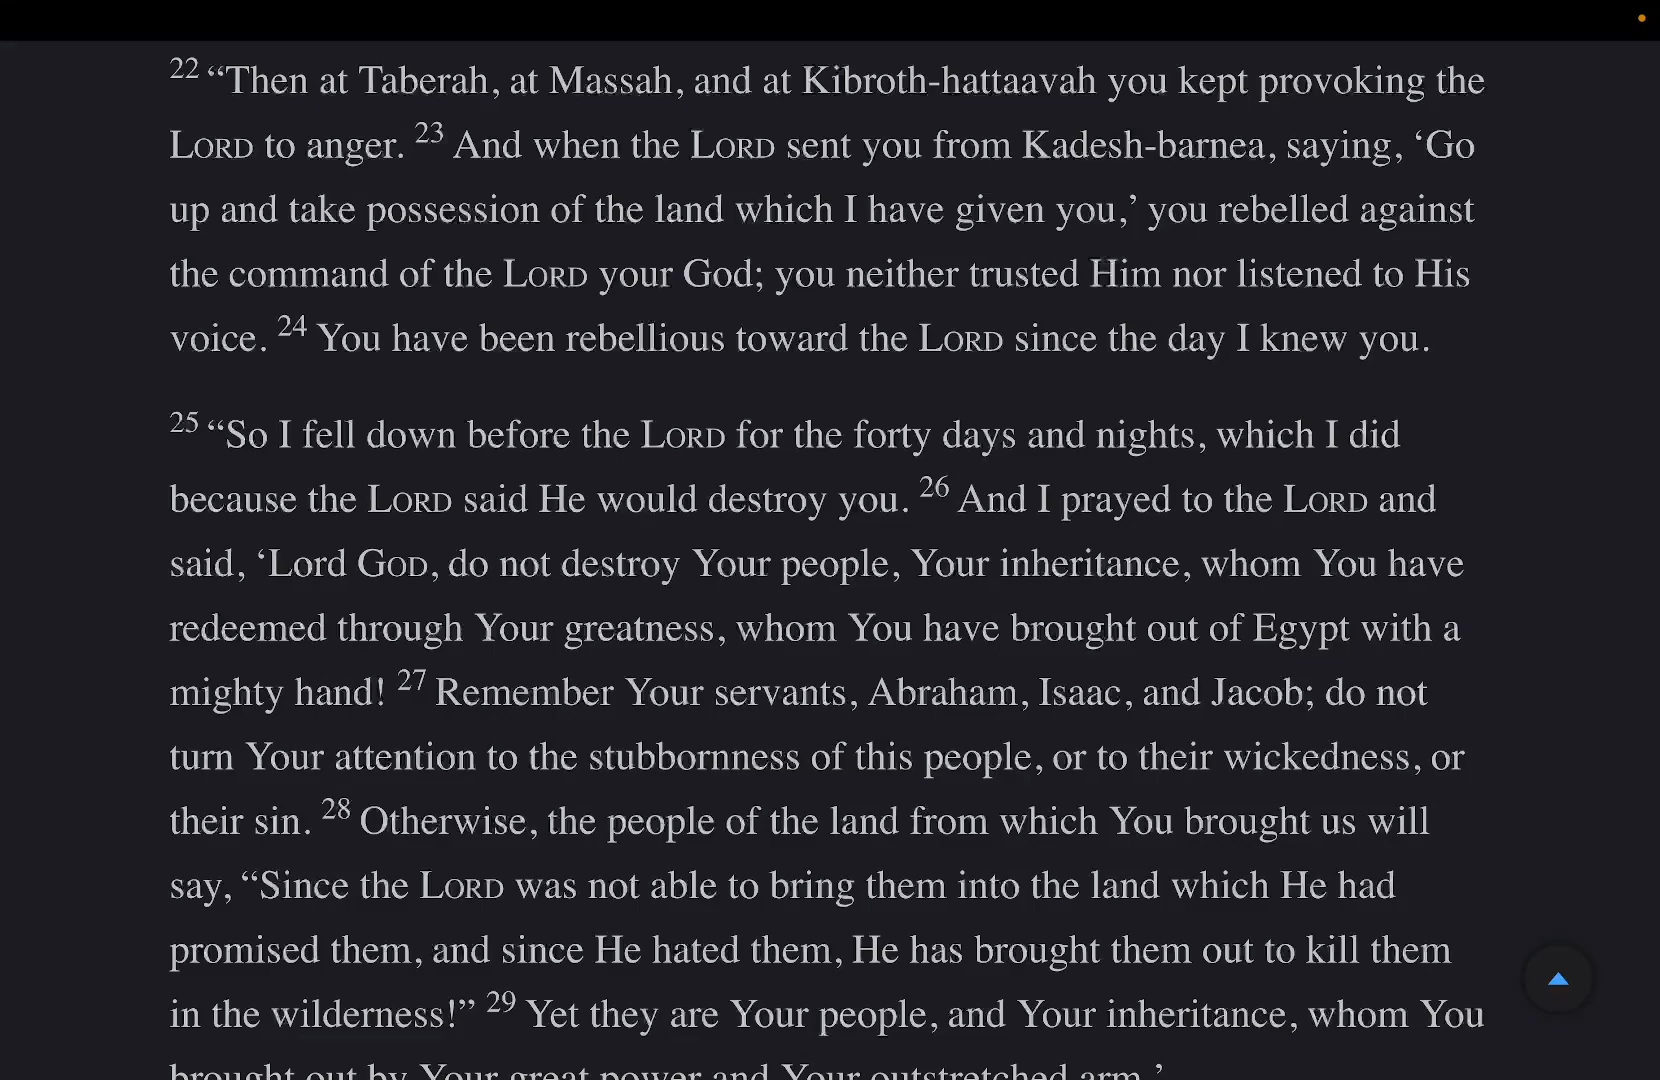 22 “Then at Taberah, at Massah, and at Kibroth-hattaavah you kept provoking the
LORD to anger. 23 And when the LORD sent you from Kadesh-barnea, saying, ‘Go
up and take possession of the land which I have given you,’ you rebelled against
the command of the LORD your God; you neither trusted Him nor listened to His
voice. 24 You have been rebellious toward the LORD since the day I knew you.
25 “So I fell down before the LORD for the forty days and nights, which I did
because the LORD said He would destroy you. 26 And I prayed to the LORD and
said, ‘Lord GOD, do not destroy Your people, Your inheritance, whom You have
redeemed through Your greatness, whom You have brought out of Egypt with a
mighty hand! 27 Remember Your servants, Abraham, Isaac, and Jacob; do not
turn Your attention to the stubbornness of this people, or to their wickedness, or
their sin. 28 Otherwise, the people of the land from which You brought us will
say, “Since the LORD was not able to bring them into the land which He had
promised them, and since He hated them, He has brought them out to kill them
in the wilderness!” 29 Yet they are Your people, and Your inheritance, whom You
brought out by Your great power and Your outstretched arm.’